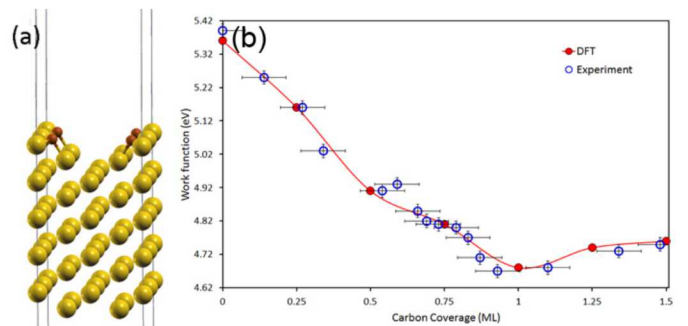 (a)
(b)
5.42
5.32
5.22
5.12
5.02
4.92
4.82
4.72
4.62
Work function (eV)
DFT
Experiment
0
0.25
0.5
0.75
1
1.25
1.5
Carbon Coverage (ML)